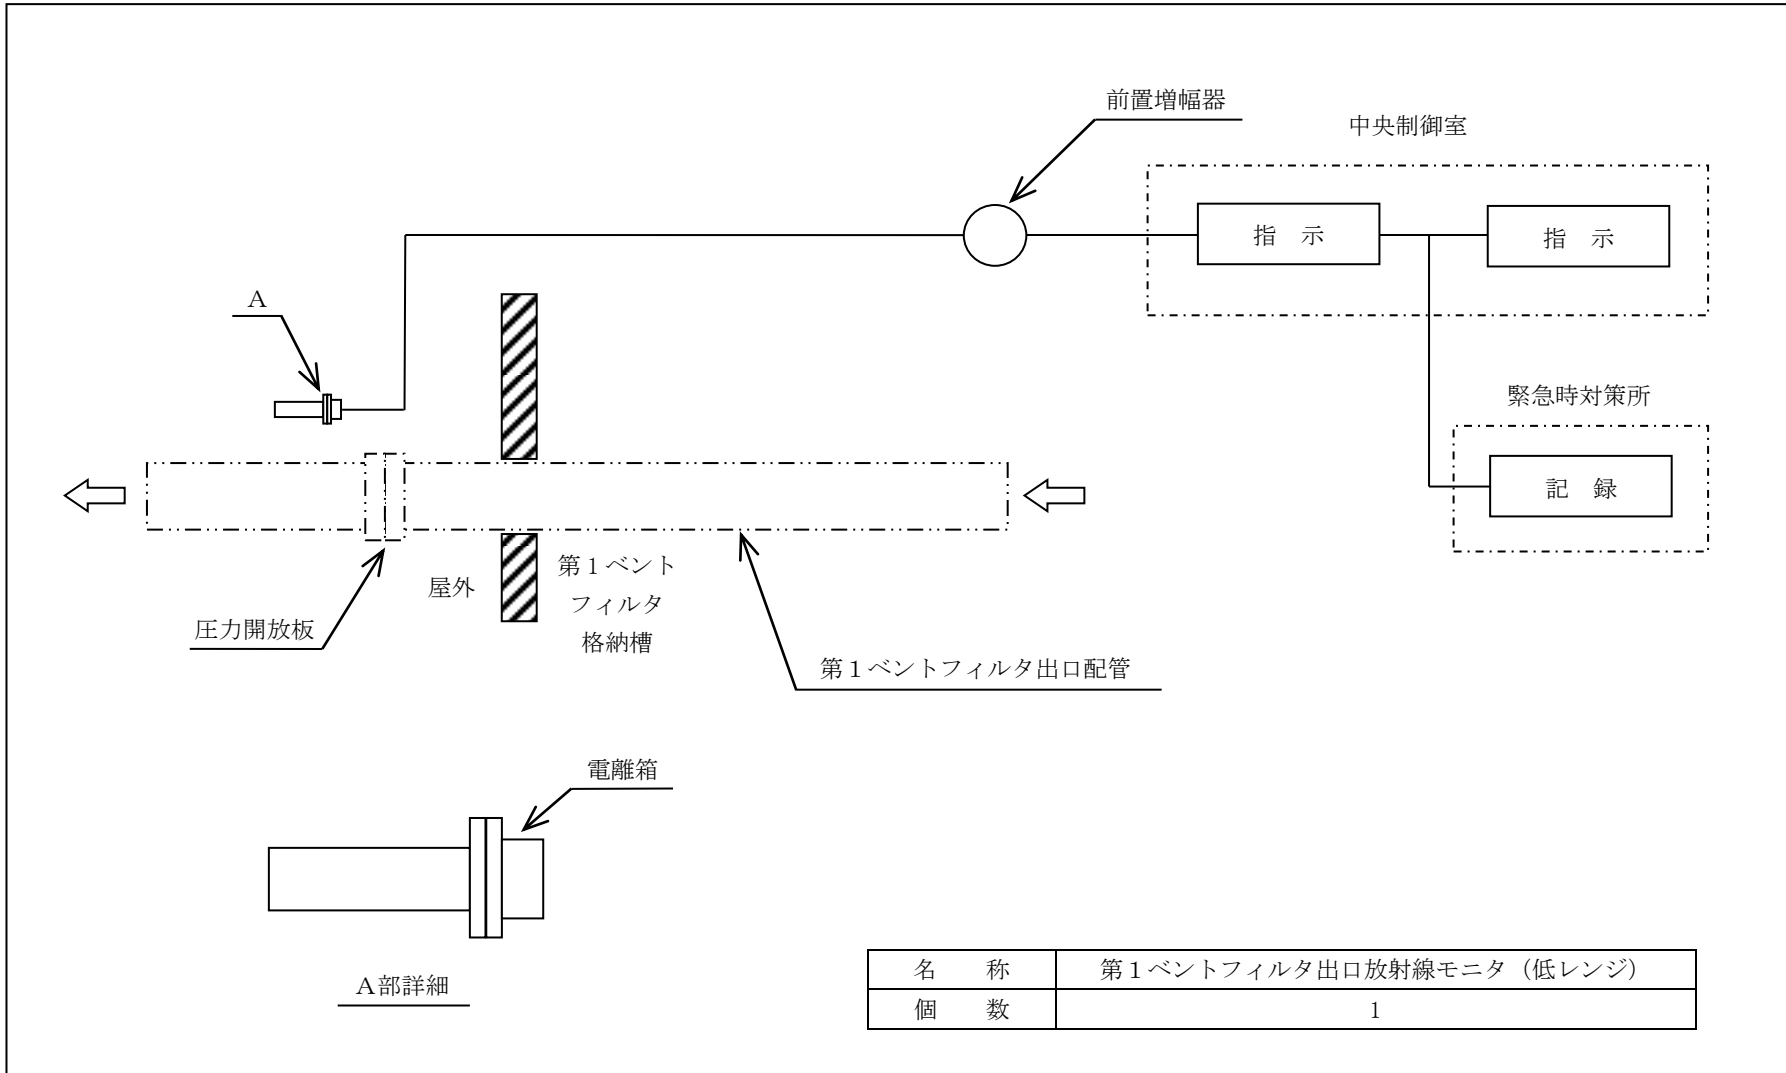 前置増幅器
中央制御室
指　示
指　示
A
緊急時対策所
記　録
屋外
第１ベント
フィルタ
格納槽
圧力開放板
第１ベントフィルタ出口配管
電離箱
A部詳細
名　称　第１ベントフィルタ出口放射線モニタ（低レンジ）
個　数　1